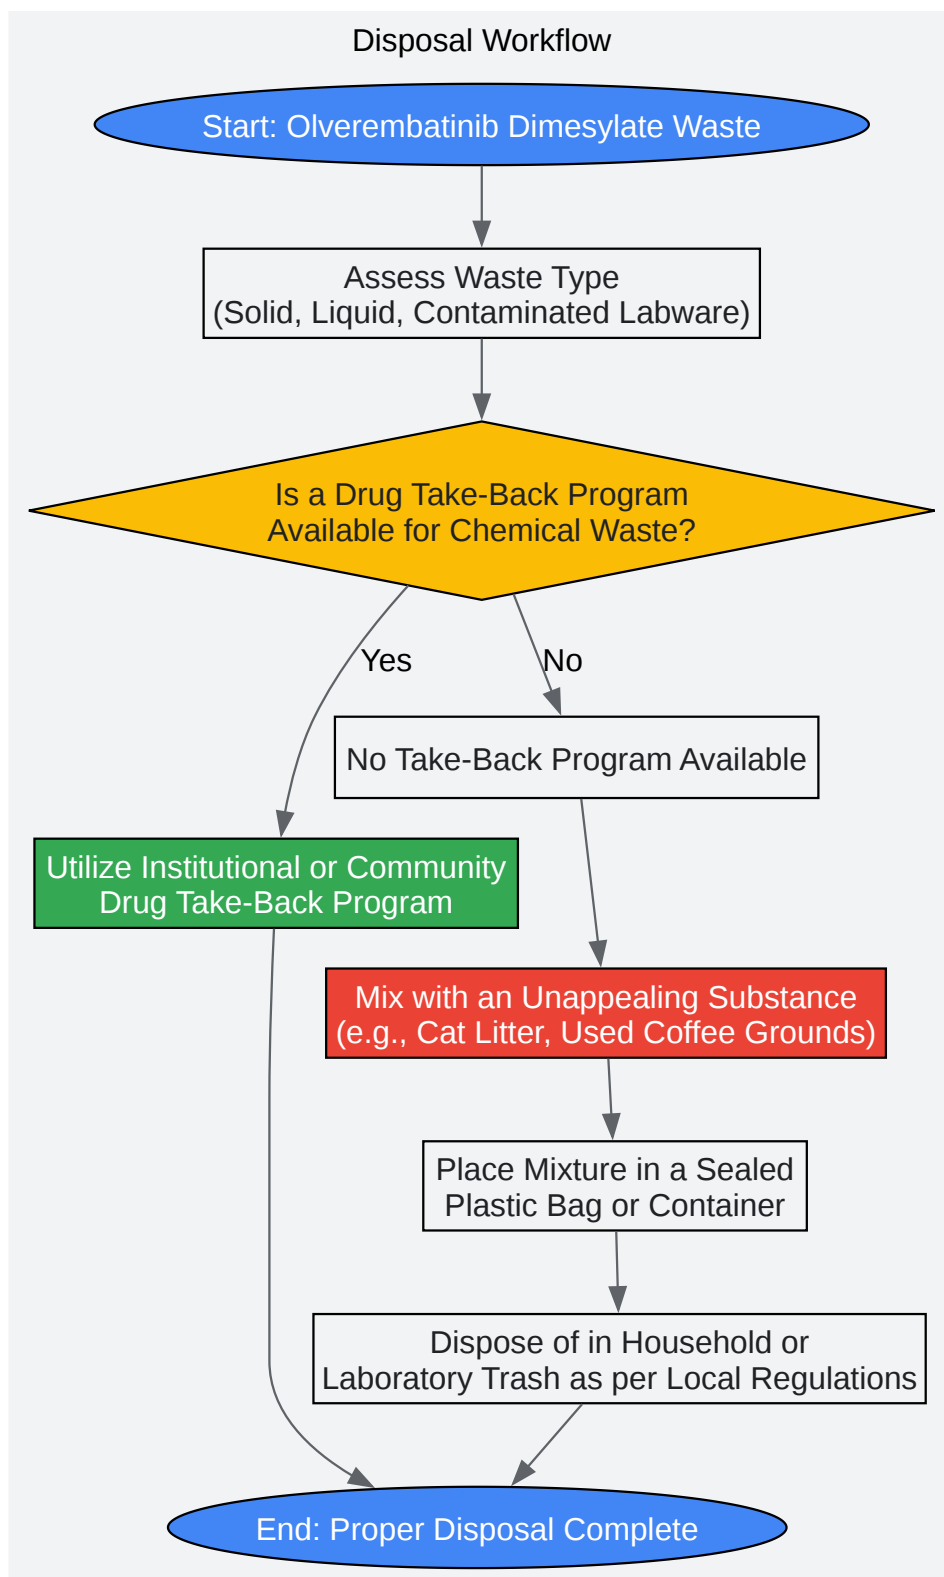 Disposal Workflow
Start: Olverembatinib Dimesylate Waste
Assess Waste Type
(Solid, Liquid, Contaminated Labware)
Is a Drug Take-Back Program
Available for Chemical Waste?
Yes
No
No Take-Back Program Available
Utilize Institutional or Community
Drug Take-Back Program
Mix with an Unappealing Substance
(e.g., Cat Litter, Used Coffee Grounds)
Place Mixture in a Sealed
Plastic Bag or Container
Dispose of in Household or
Laboratory Trash as per Local Regulations
End: Proper Disposal Complete